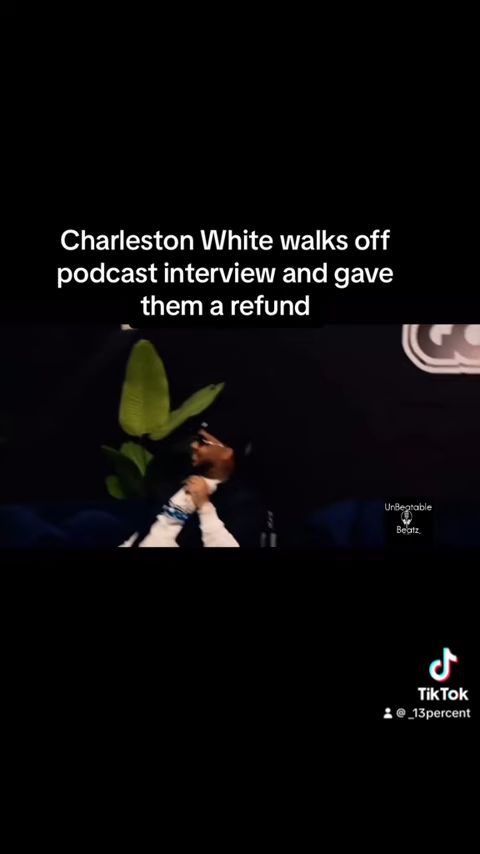 Charleston White walks off
podcast interview and gave
them a refund
UnBeatable
Beatz
TikTok
@ _13percent